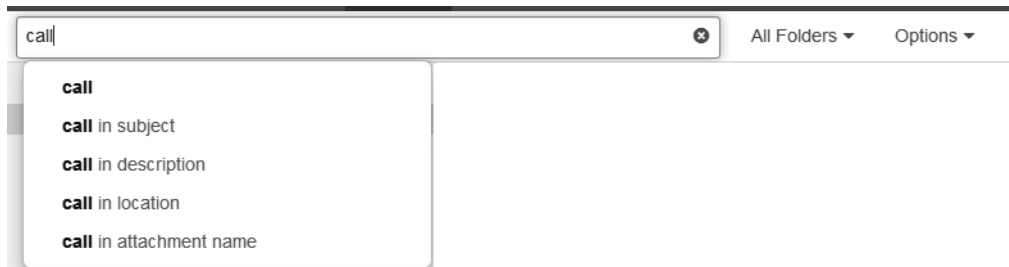 call All Folders Options
call
call in subject
call in description
call in location
call in attachment name